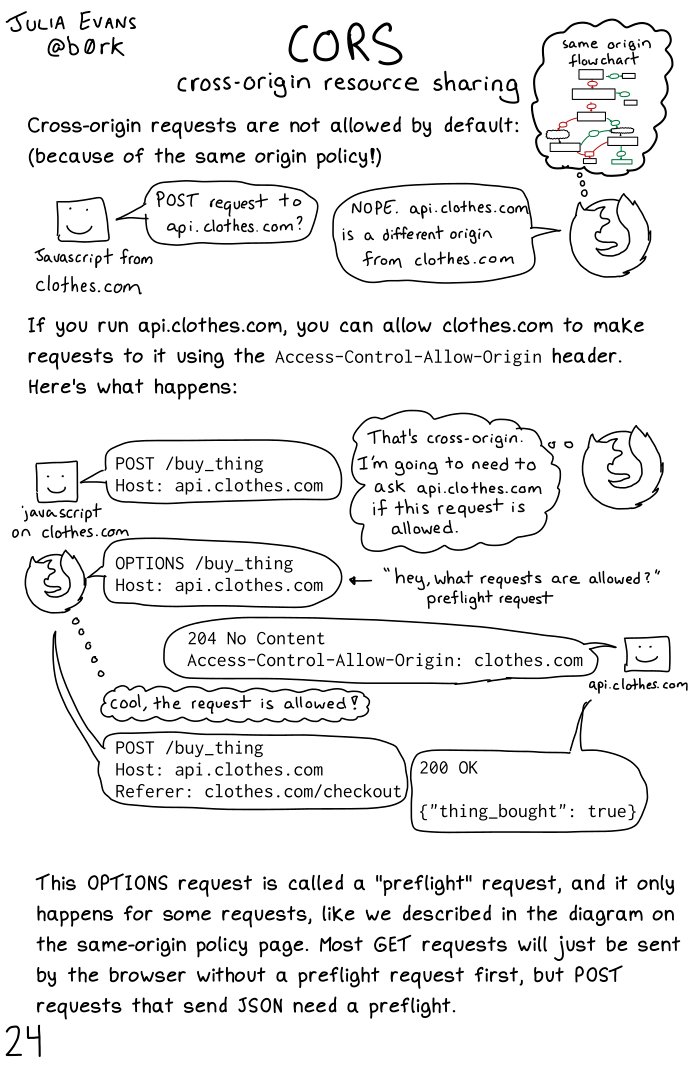 JULIA EVANS
@b0rk
CORS
cross-origin resource sharing
same origin
flowchart
Cross-origin requests are not allowed by default:
(because of the same origin policy!)
POST request to
api.clothes.com?
Javascript from
clothes.com
NOPE. api.clothes.com
is a different origin
from clothes.com
If you run api.clothes.com, you can allow clothes.com to make
requests to it using the Access-Control-Allow-Origin header.
Here's what happens:
POST /buy_thing
Host: api.clothes.com
javascript
on clothes.com
That's cross-origin.
I'm going to need to
ask api.clothes.com
if this request is
allowed.
OPTIONS /buy_thing
Host: api.clothes.com
"hey, what requests are allowed?"
preflight request
204 No Content
Access-Control-Allow-Origin: clothes.com
api.clothes.com
cool, the request is allowed!
POST /buy_thing
Host: api.clothes.com
Referer: clothes.com/checkout
200 OK
{"thing_bought": true}
This OPTIONS request is called a "preflight" request, and it only
happens for some requests, like we described in the diagram on
the same-origin policy page. Most GET requests will just be sent
by the browser without a preflight request first, but POST
requests that send JSON need a preflight.
24